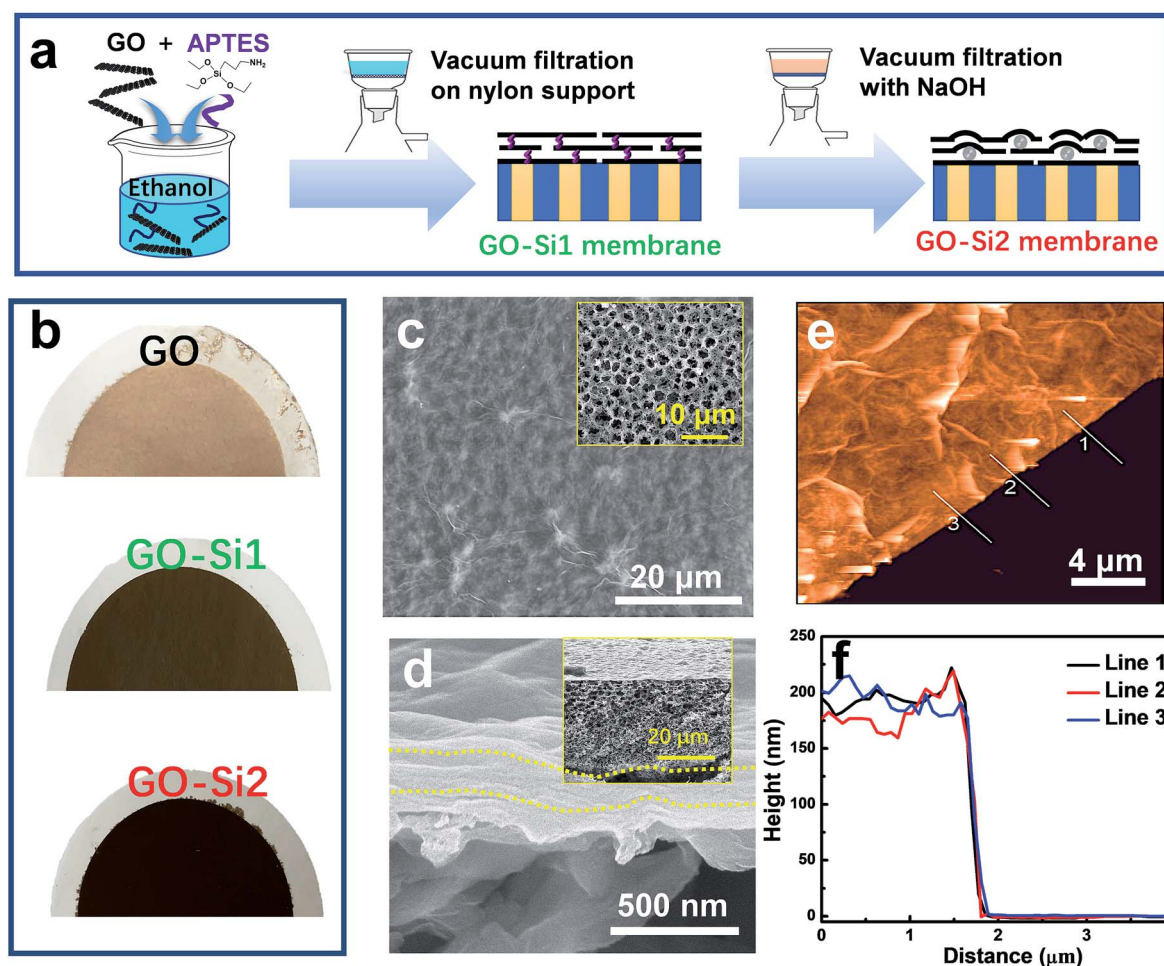 a
GO + APTES
O
Si
NH2
O
O
Ethanol
Vacuum filtration
on nylon support
GO-Si1 membrane
Vacuum filtration
with NaOH
GO-Si2 membrane
b
GO
GO-Si1
GO-Si2
c
10 μm
20 μm
d
20 μm
500 nm
e
1
2
3
4 μm
f
Line 1
Line 2
Line 3
Height (nm)
250
200
150
100
50
0
0
1
2
3
Distance (μm)